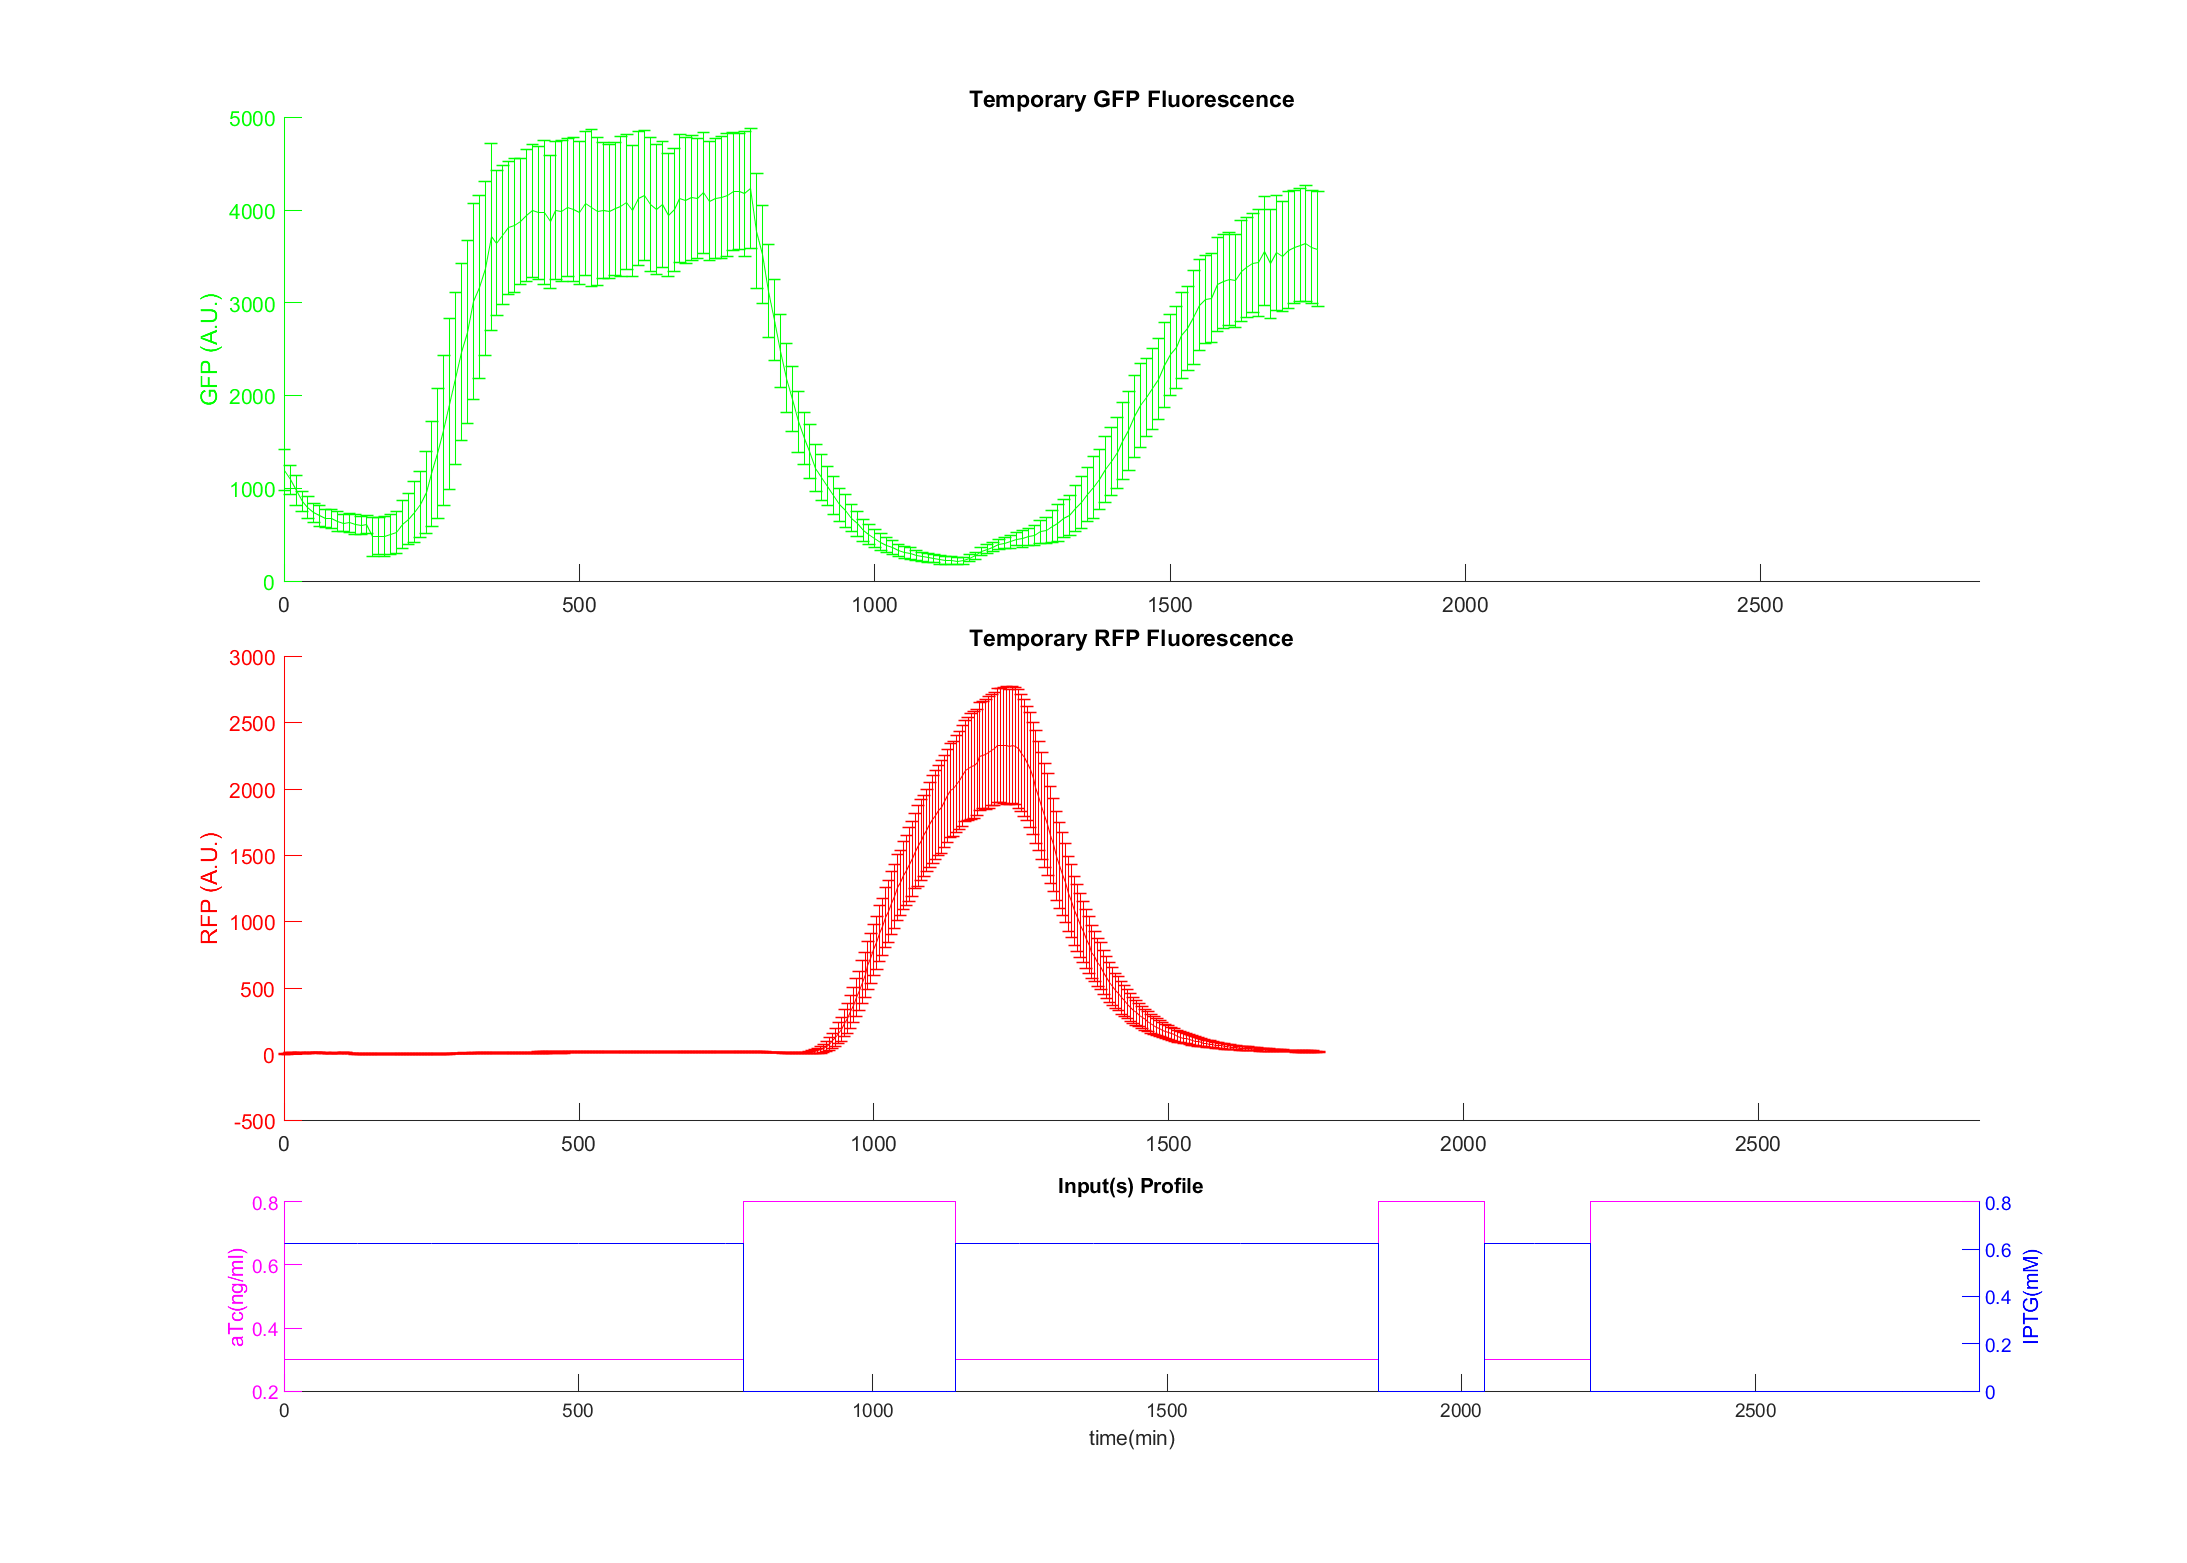 Temporary GFP Fluorescence
5000
4000
3000
2000
1000
0
GFP (A.U.)
0 500 1000 1500 2000 2500
Temporary RFP Fluorescence
3000
2500
2000
1500
1000
500
0
-500
RFP (A.U.)
0 500 1000 1500 2000 2500
Input(s) Profile
0.8
0.6
0.4
0.2
aTc(ng/ml)
0.8
0.6
0.4
0.2
0
IPTG(mM)
0 500 1000 1500 2000 2500
time(min)